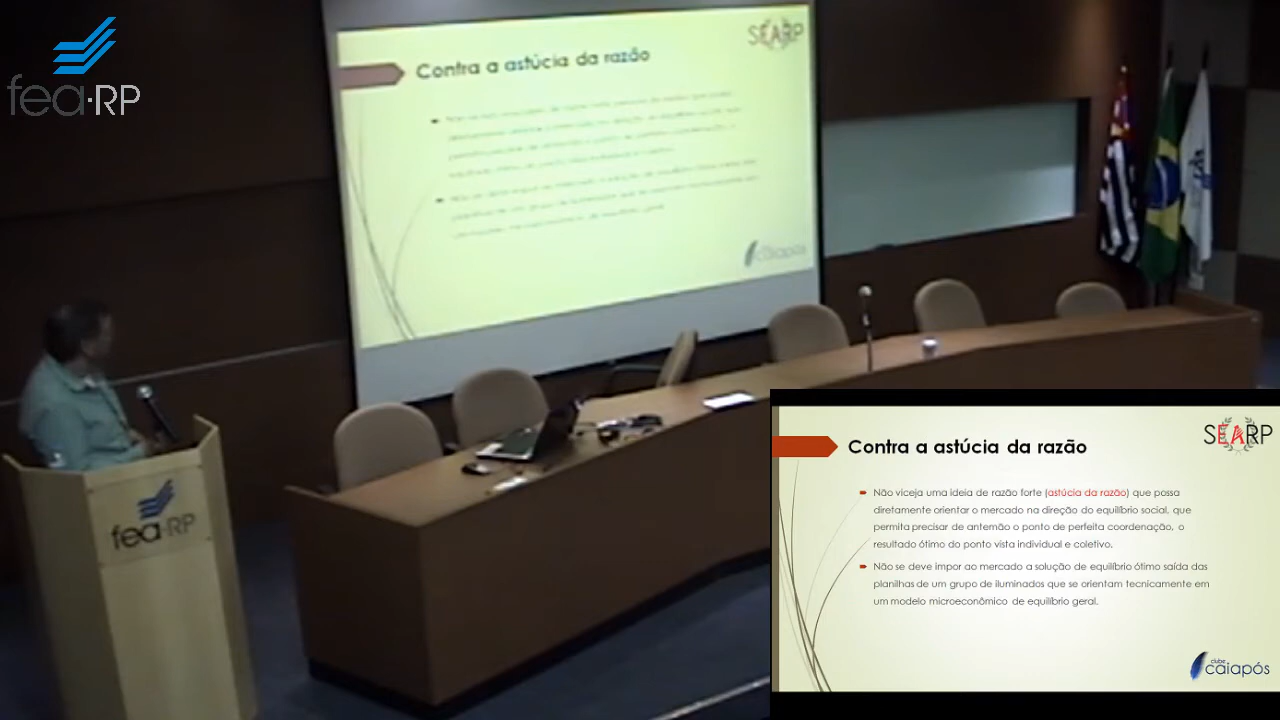 fea-RP
Contra a astúcia da razão
SEARP
caiapós
fea-RP
Contra a astúcia da razão
SEARP
Não viceja uma ideia de razão forte (astúcia da razão) que possa
diretamente orientar o mercado na direção do equilíbrio social, que
permita precisar de antemão o ponto de perfeita coordenação, o
resultado ótimo do ponto vista individual e coletivo.
Não se deve impor ao mercado a solução de equilíbrio ótimo saída das
planilhas de um grupo de iluminados que se orientam tecnicamente em
um modelo microeconômico de equilíbrio geral.
clube
caiapós